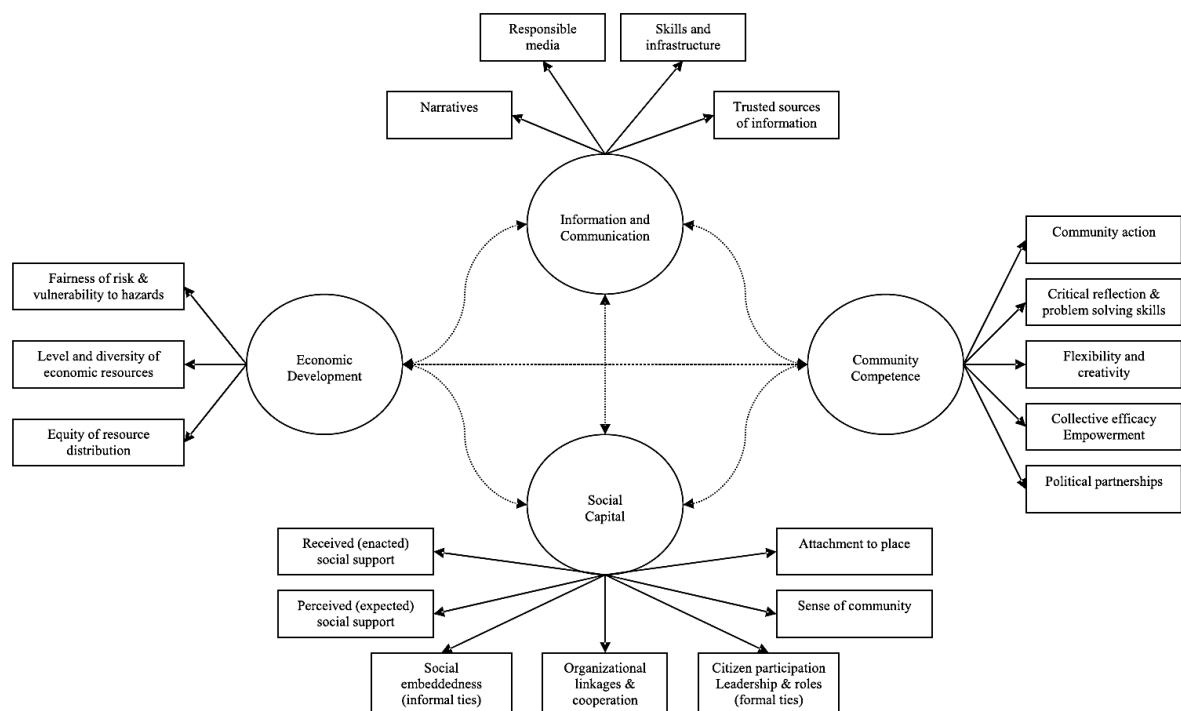 Responsible
media
Skills and
infrastructure
Narratives
Trusted sources
of information
Information and
Communication
Fairness of risk &
vulnerability to hazards
Level and diversity of
economic resources
Equity of resource
distribution
Economic
Development
Community
Competence
Community action
Critical reflection &
problem solving skills
Flexibility and
creativity
Collective efficacy
Empowerment
Political partnerships
Social
Capital
Received (enacted)
social support
Perceived (expected)
social support
Social
embeddedness
(informal ties)
Organizational
linkages &
cooperation
Citizen participation
Leadership & roles
(formal ties)
Sense of community
Attachment to place